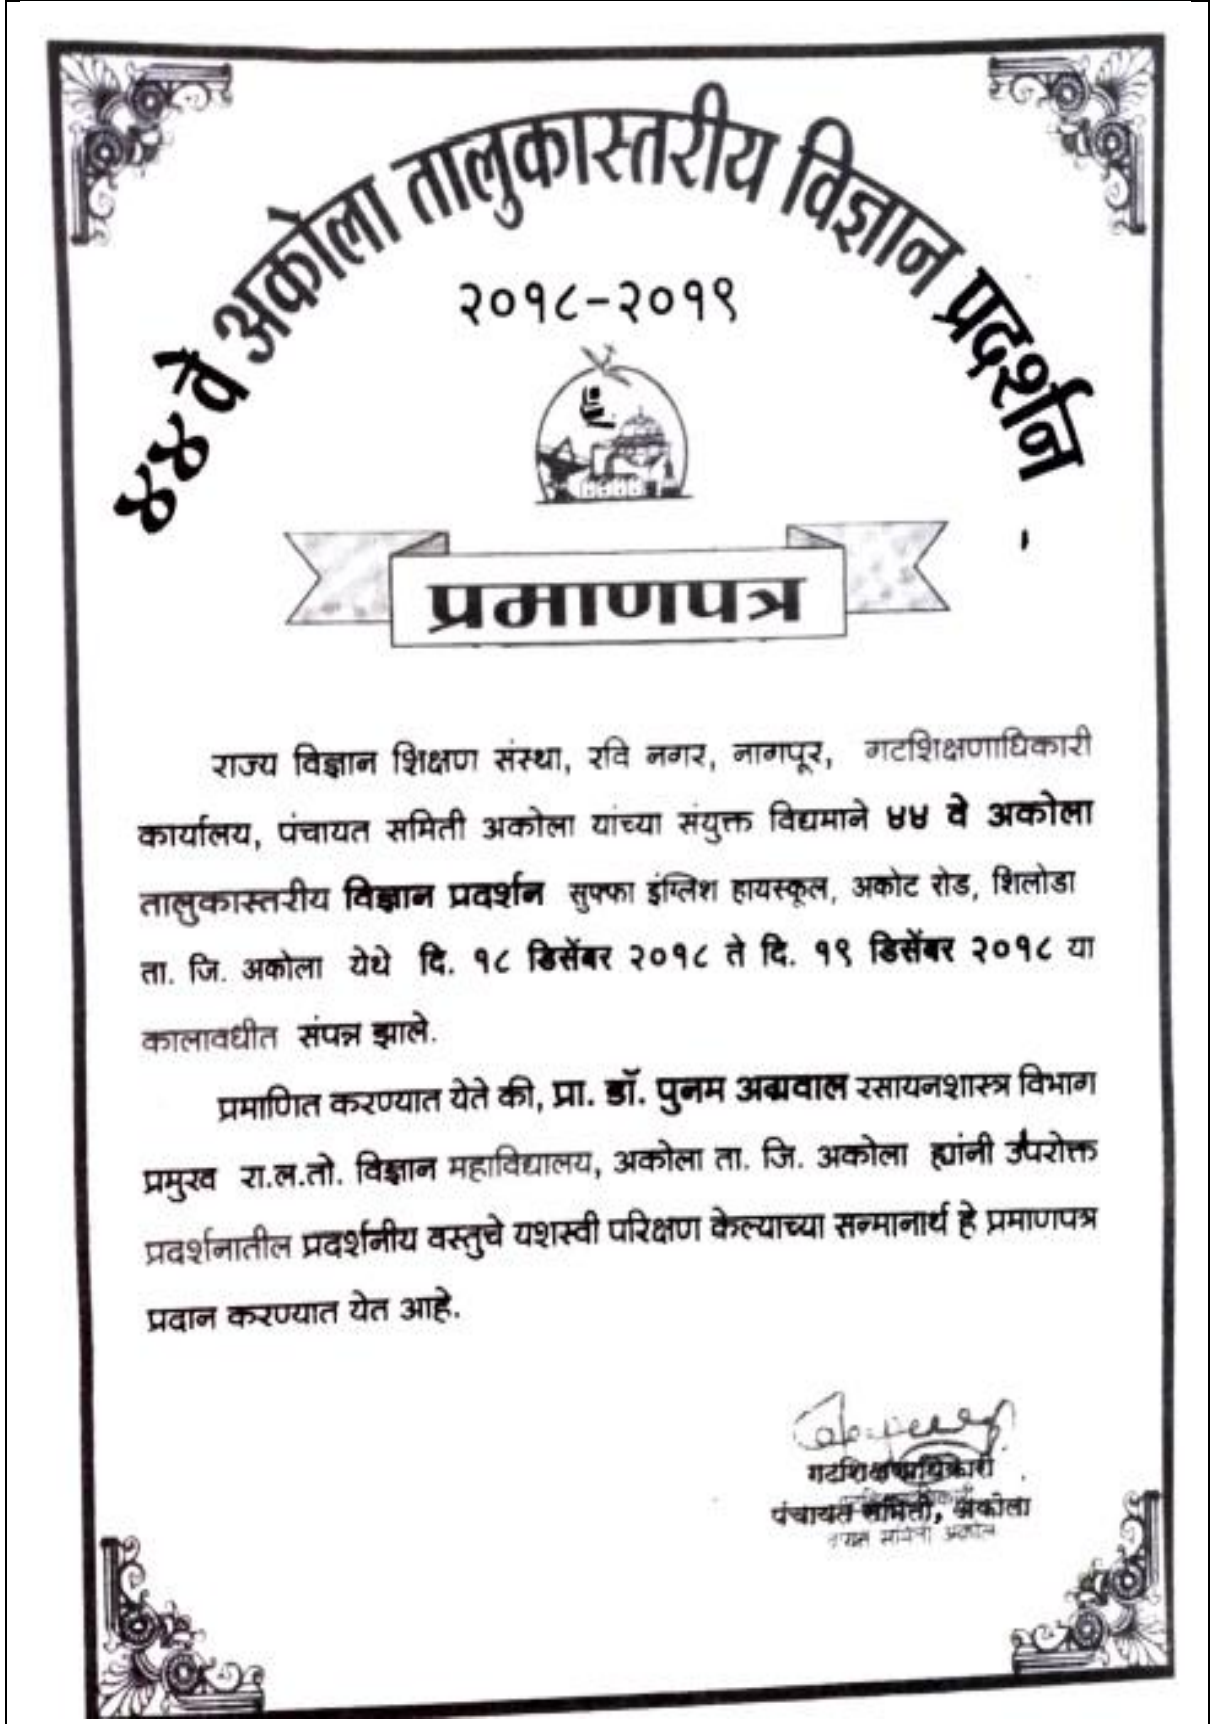 ४४ वे अकोला तालुकास्तरीय विज्ञान प्रदर्शन
२०१८-२०१९
प्रमाणपत्र
राज्य विज्ञान शिक्षण संस्था, रवि नगर, नागपूर, गटशिक्षणाधिकारी
कार्यालय, पंचायत समिती अकोला यांच्या संयुक्त विद्यमाने ४४ वे अकोला
तालुकास्तरीय विज्ञान प्रदर्शन सुफ्फा इंग्लिश हायस्कूल, अकोट रोड, शिलोडा
ता. जि. अकोला येथे दि. १८ डिसेंबर २०१८ ते दि. १९ डिसेंबर २०१८ या
कालावधीत संपन्न झाले.
प्रमाणित करण्यात येते की, प्रा. डॉ. पुनम अग्रवाल रसायनशास्त्र विभाग
प्रमुख रा.ल.तो. विज्ञान महाविद्यालय, अकोला ता. जि. अकोला ह्यांनी उपरोक्त
प्रदर्शनातील प्रदर्शनीय वस्तुचे यशस्वी परिक्षण केल्याच्या सन्मानार्थ हे प्रमाणपत्र
प्रदान करण्यात येत आहे.
गटशिक्षणाधिकारी
पंचायत समिती, अकोला